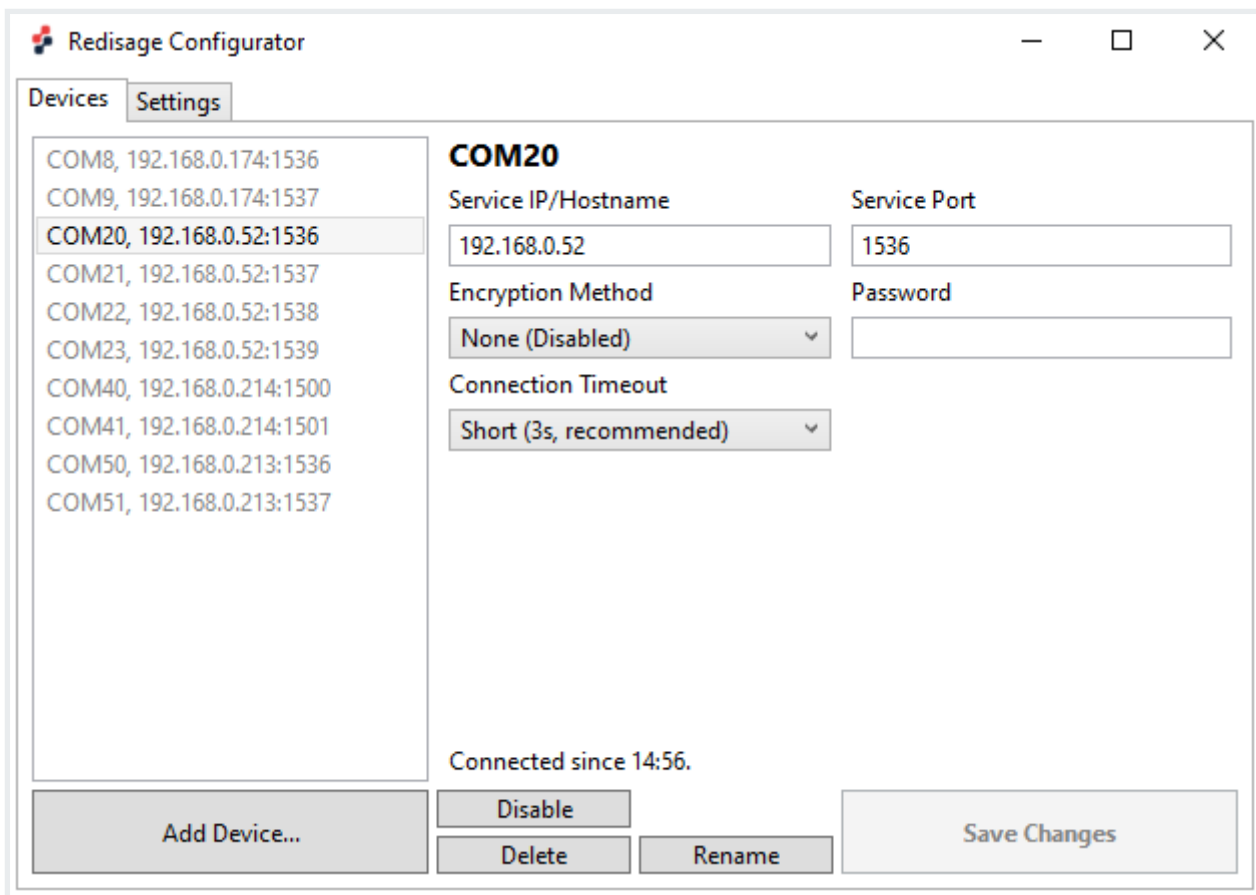 Redisage Configurator
Devices
Settings
COM8, 192.168.0.174:1536
COM9, 192.168.0.174:1537
COM20, 192.168.0.52:1536
COM21, 192.168.0.52:1537
COM22, 192.168.0.52:1538
COM23, 192.168.0.52:1539
COM40, 192.168.0.214:1500
COM41, 192.168.0.214:1501
COM50, 192.168.0.213:1536
COM51, 192.168.0.213:1537
Add Device...
COM20
Service IP/Hostname
Service Port
192.168.0.52
1536
Encryption Method
Password
None (Disabled)
Connection Timeout
Short (3s, recommended)
Connected since 14:56.
Disable
Delete
Rename
Save Changes